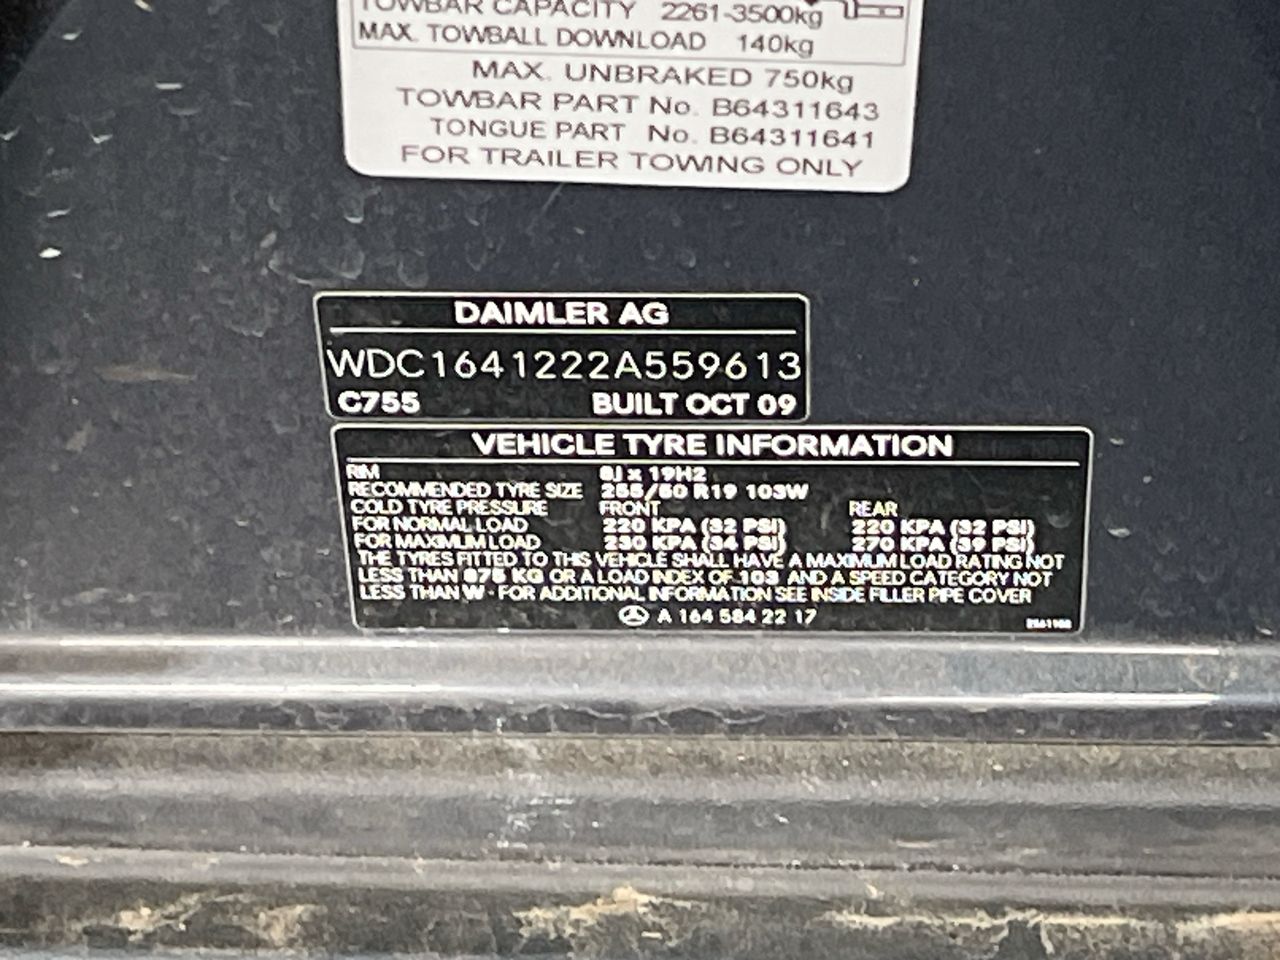 TOWBAR CAPACITY 2261-3500kg
MAX. TOWBALL DOWNLOAD 140kg
MAX. UNBRAKED 750kg
TOWBAR PART No. B64311643
TONGUE PART No. B64311641
FOR TRAILER TOWING ONLY
DAIMLER AG
WDC1641222A559613
C755 BUILT OCT 09
VEHICLE TYRE INFORMATION
RIM 8J x 19H2
RECOMMENDED TYRE SIZE 255/50 R19 103W
COLD TYRE PRESSURE FRONT REAR
FOR NORMAL LOAD 220 KPA (32 PSI) 220 KPA (32 PSI)
FOR MAXIMUM LOAD 230 KPA (34 PSI) 270 KPA (39 PSI)
THE TYRES FITTED TO THIS VEHICLE SHALL HAVE A MAXIMUM LOAD RATING NOT
LESS THAN 875 KG OR A LOAD INDEX OF 103 AND A SPEED CATEGORY NOT
LESS THAN W - FOR ADDITIONAL INFORMATION SEE INSIDE FILLER PIPE COVER
A 164 584 22 17